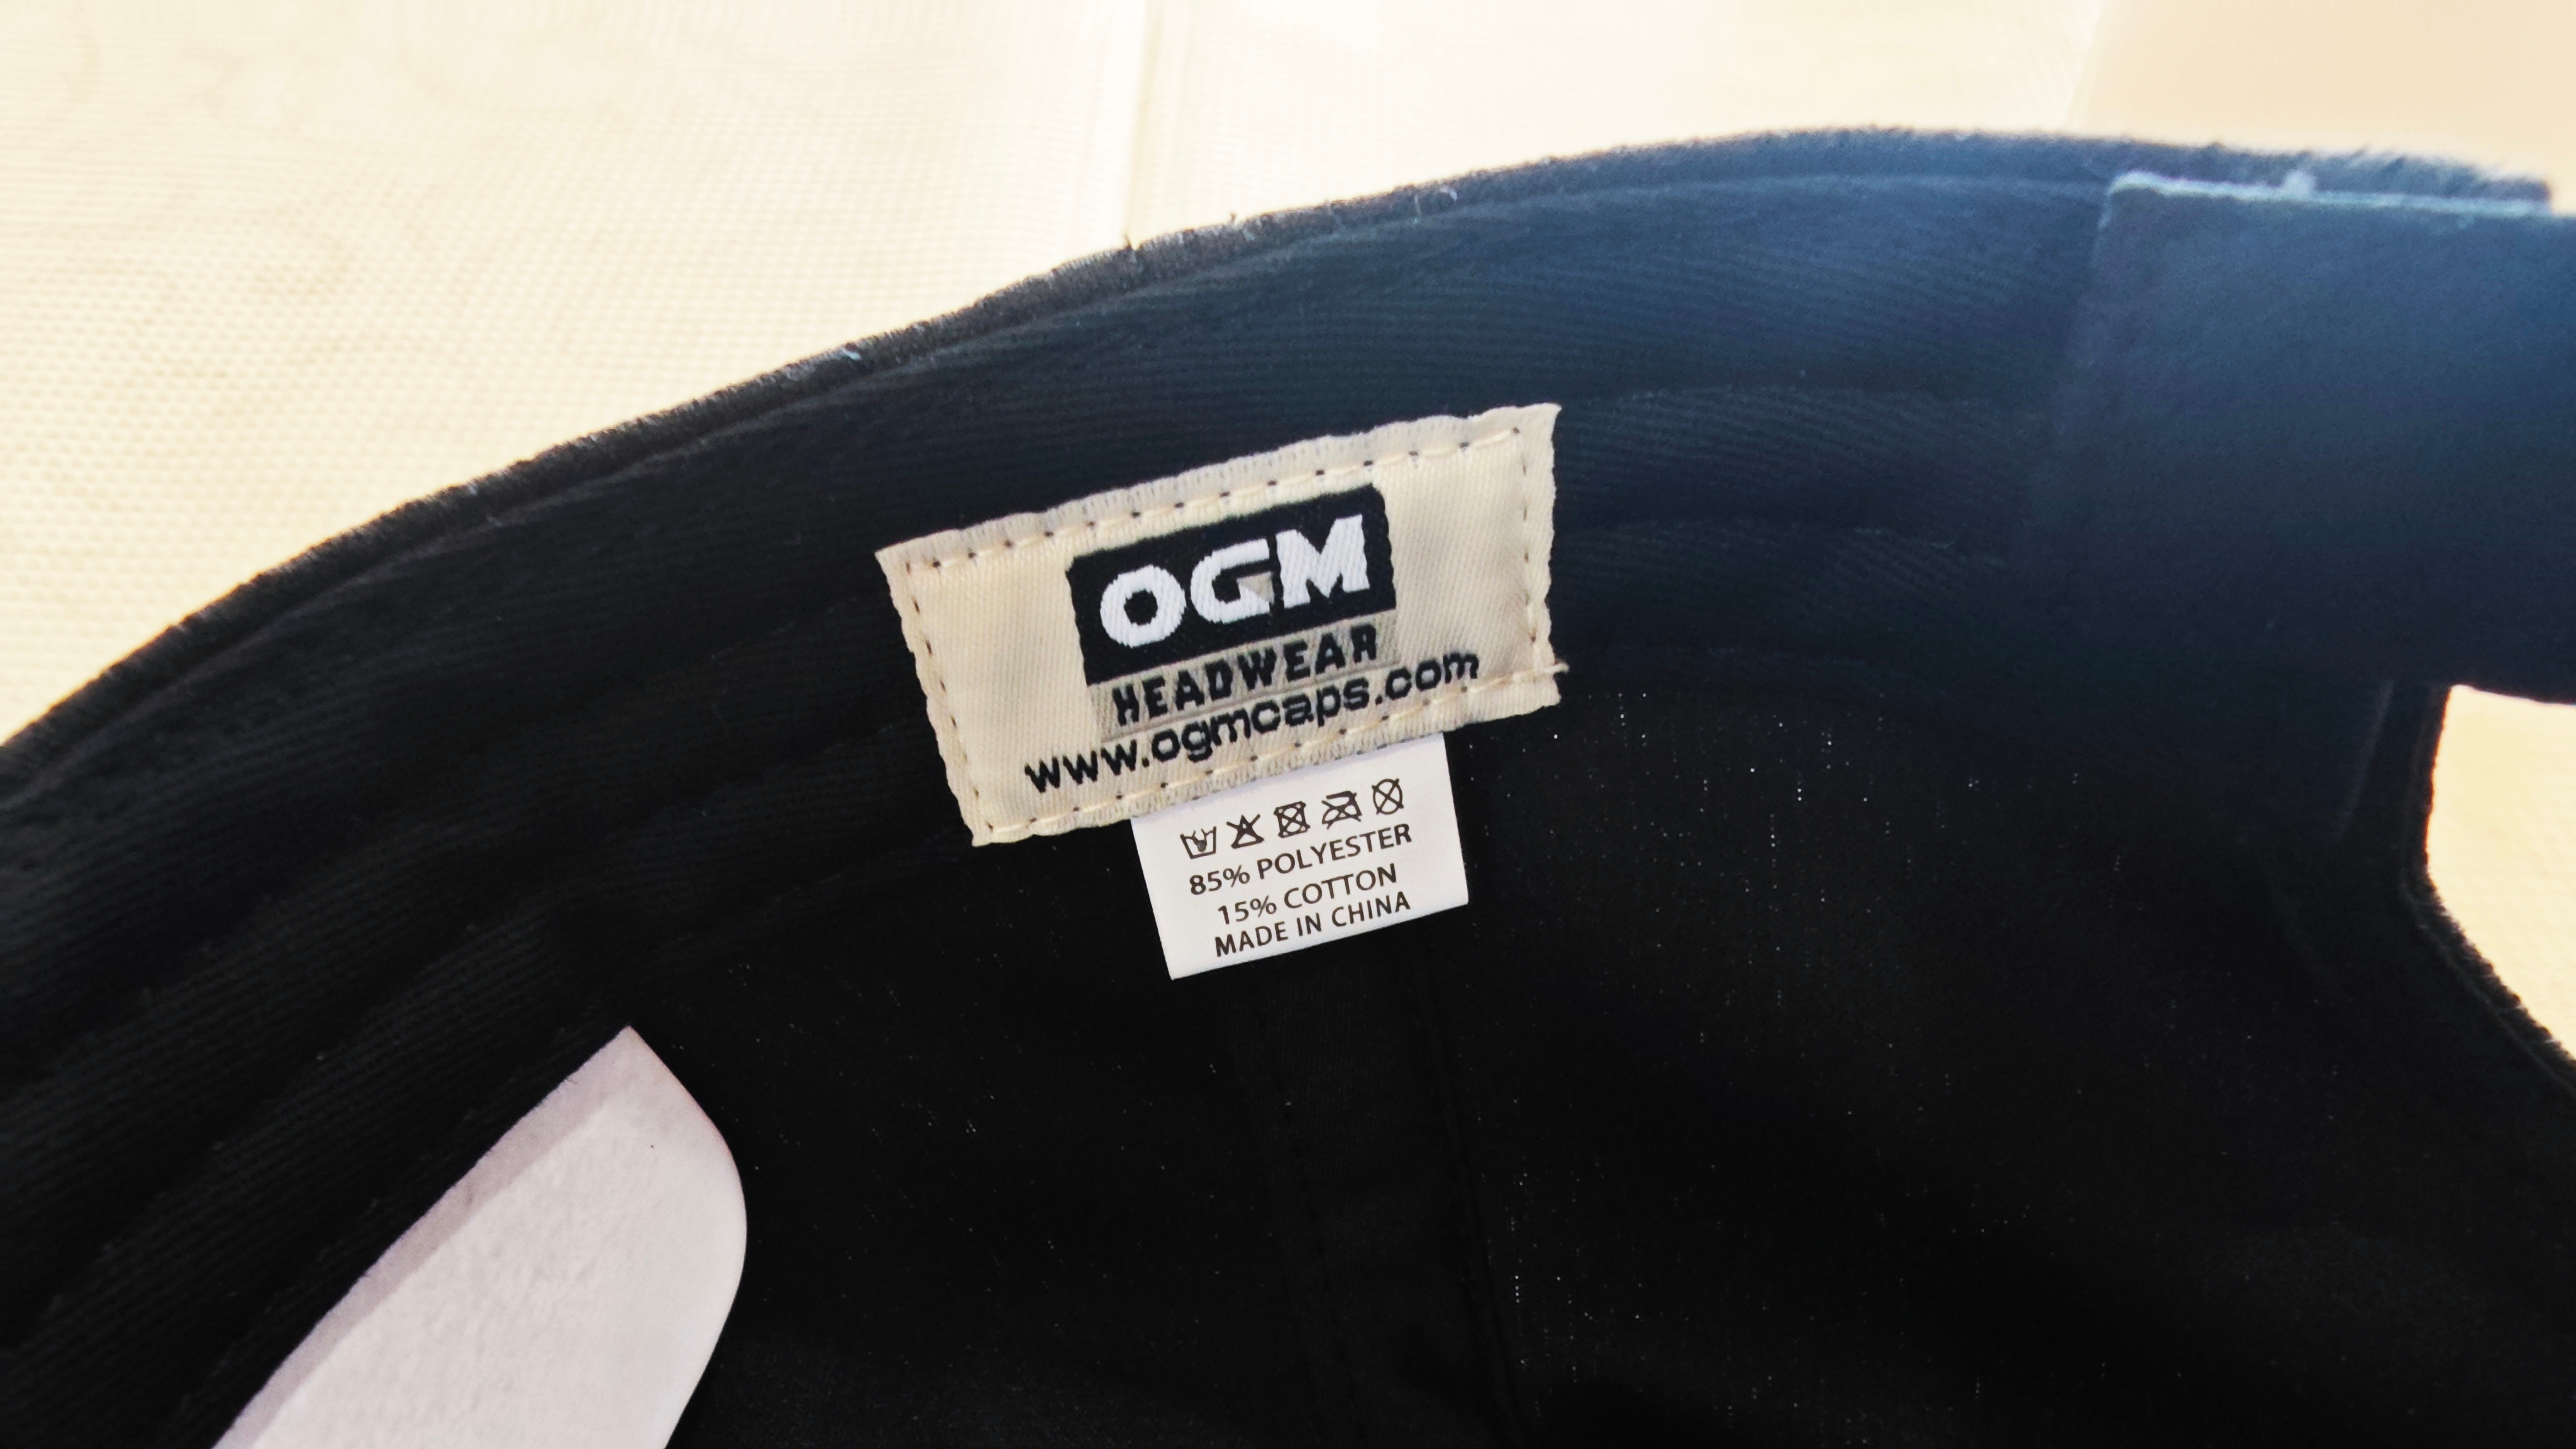 OGM
HEADWEAR
www.ogmcaps.com
85% POLYESTER
15% COTTON
MADE IN CHINA